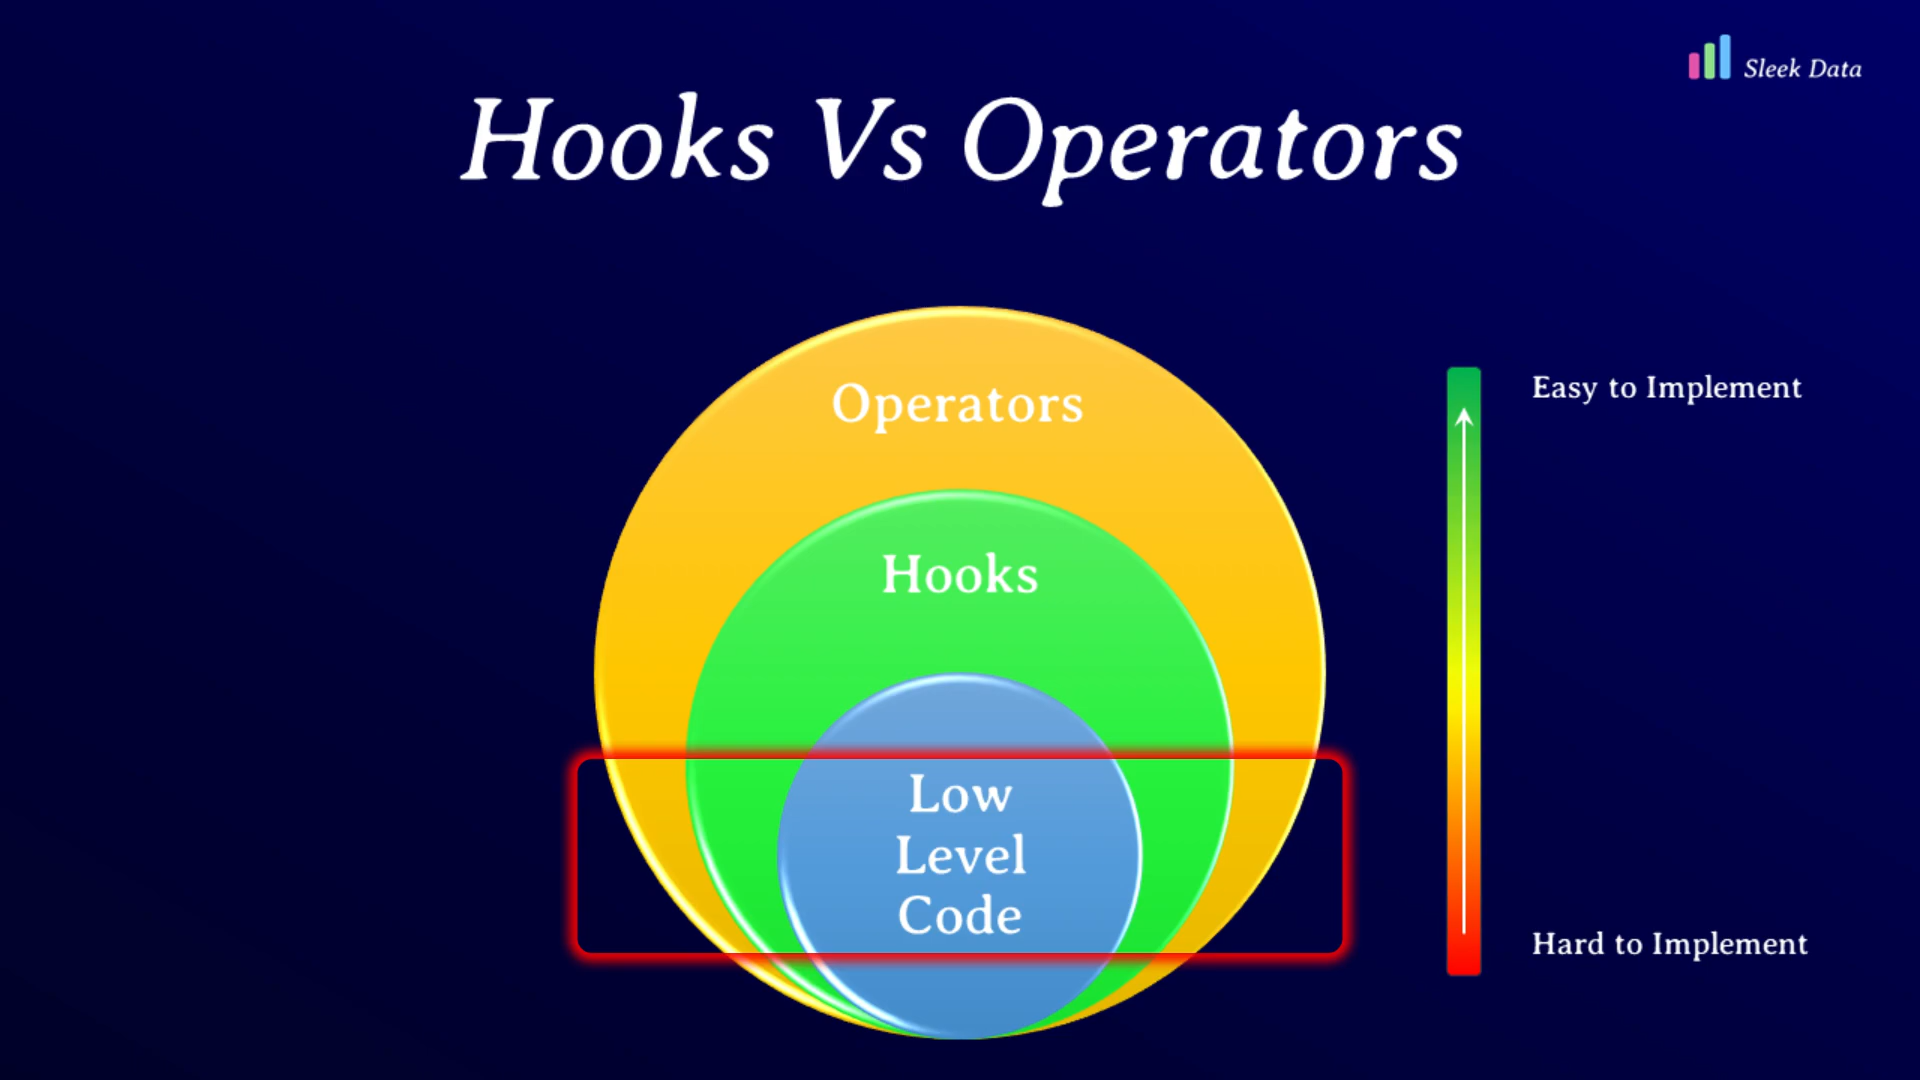 Sleek Data
Hooks Vs Operators
Operators
Easy to Implement
Hooks
Low
Level
Code
Hard to Implement